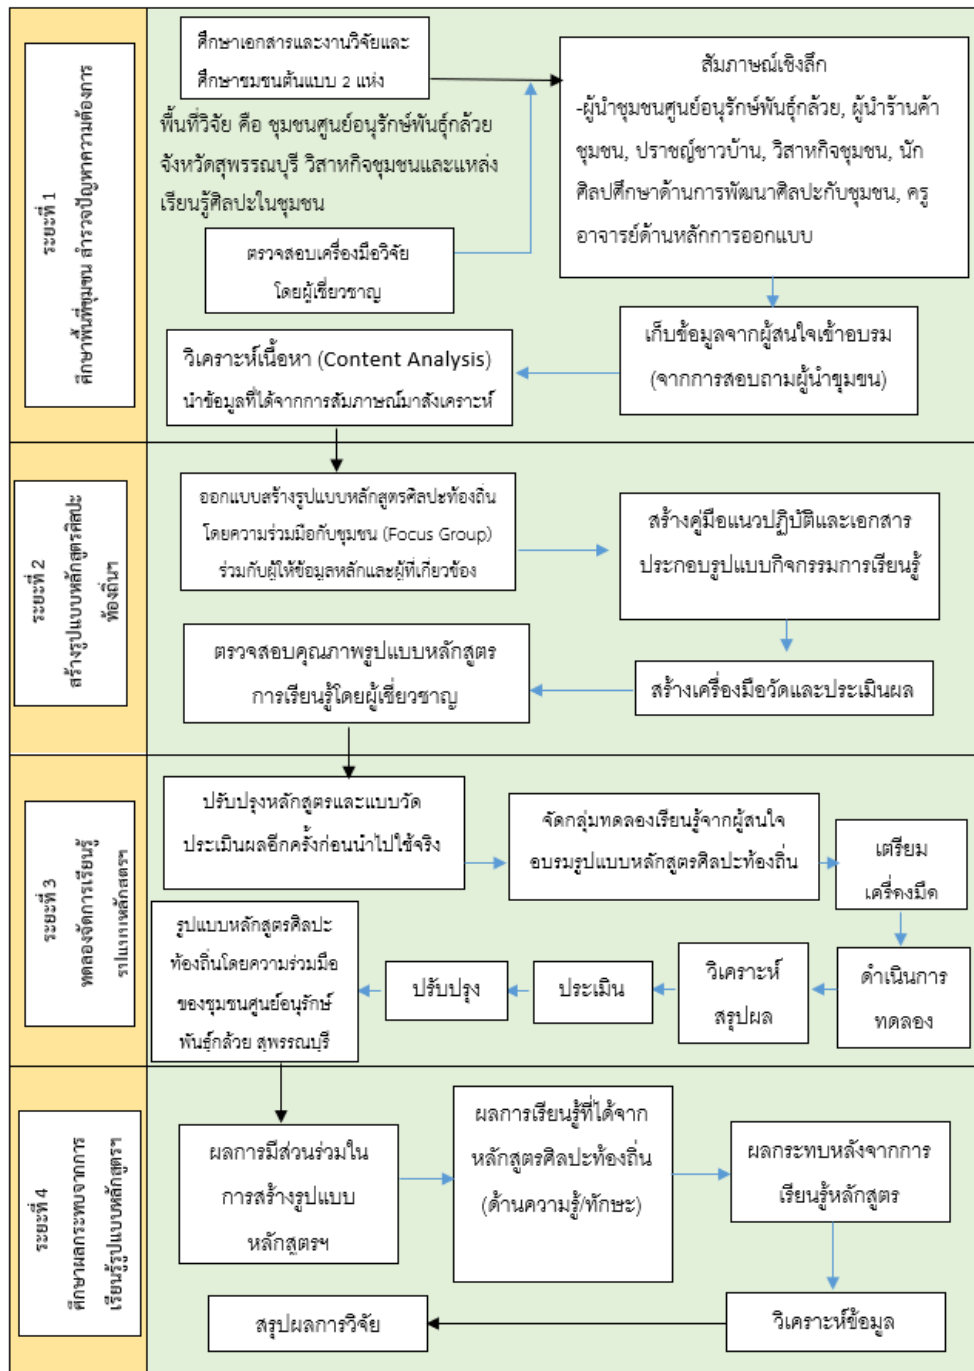 ระยะที่ 1
ศึกษาพื้นที่ชุมชน สำรวจปัญหาความต้องการ
ศึกษาเอกสารและงานวิจัยและ
ศึกษาชุมชนต้นแบบ 2 แห่ง
พื้นที่วิจัย คือ ชุมชนศูนย์อนุรักษ์พันธุ์กล้วย
จังหวัดสุพรรณบุรี วิสาหกิจชุมชนและแหล่ง
เรียนรู้ศิลปะในชุมชน
ตรวจสอบเครื่องมือวิจัย
โดยผู้เชี่ยวชาญ
สัมภาษณ์เชิงลึก
-ผู้นำชุมชนศูนย์อนุรักษ์พันธุ์กล้วย, ผู้นำร้านค้า
ชุมชน, ปราชญ์ชาวบ้าน, วิสาหกิจชุมชน, นัก
ศิลปศึกษาด้านการพัฒนาศิลปะกับชุมชน, ครู
อาจารย์ด้านหลักการออกแบบ
เก็บข้อมูลจากผู้สนใจเข้าอบรม
(จากการสอบถามผู้นำชุมชน)
วิเคราะห์เนื้อหา (Content Analysis)
นำข้อมูลที่ได้จากการสัมภาษณ์มาสังเคราะห์
ระยะที่ 2
สร้างรูปแบบหลักสูตรศิลปะ
ท้องถิ่นฯ
ออกแบบสร้างรูปแบบหลักสูตรศิลปะท้องถิ่น
โดยความร่วมมือกับชุมชน (Focus Group)
ร่วมกับผู้ให้ข้อมูลหลักและผู้ที่เกี่ยวข้อง
สร้างคู่มือแนวปฏิบัติและเอกสาร
ประกอบรูปแบบกิจกรรมการเรียนรู้
สร้างเครื่องมือวัดและประเมินผล
ตรวจสอบคุณภาพรูปแบบหลักสูตร
การเรียนรู้โดยผู้เชี่ยวชาญ
ระยะที่ 3
ทดลองจัดการเรียนรู้
รูปแบบหลักสูตรฯ
ปรับปรุงหลักสูตรและแบบวัด
ประเมินผลอีกครั้งก่อนนำไปใช้จริง
จัดกลุ่มทดลองเรียนรู้จากผู้สนใจ
อบรมรูปแบบหลักสูตรศิลปะท้องถิ่น
เตรียม
เครื่องมือ
ดำเนินการ
ทดลอง
วิเคราะห์
สรุปผล
ประเมิน
ปรับปรุง
รูปแบบหลักสูตรศิลปะ
ท้องถิ่นโดยความร่วมมือ
ของชุมชนศูนย์อนุรักษ์
พันธุ์กล้วย สุพรรณบุรี
ระยะที่ 4
ศึกษาผลกระทบจากการ
เรียนรู้รูปแบบหลักสูตรฯ
ผลการมีส่วนร่วมใน
การสร้างรูปแบบ
หลักสูตรฯ
ผลการเรียนรู้ที่ได้จาก
หลักสูตรศิลปะท้องถิ่น
(ด้านความรู้/ทักษะ)
ผลกระทบหลังจากการ
เรียนรู้หลักสูตร
วิเคราะห์ข้อมูล
สรุปผลการวิจัย